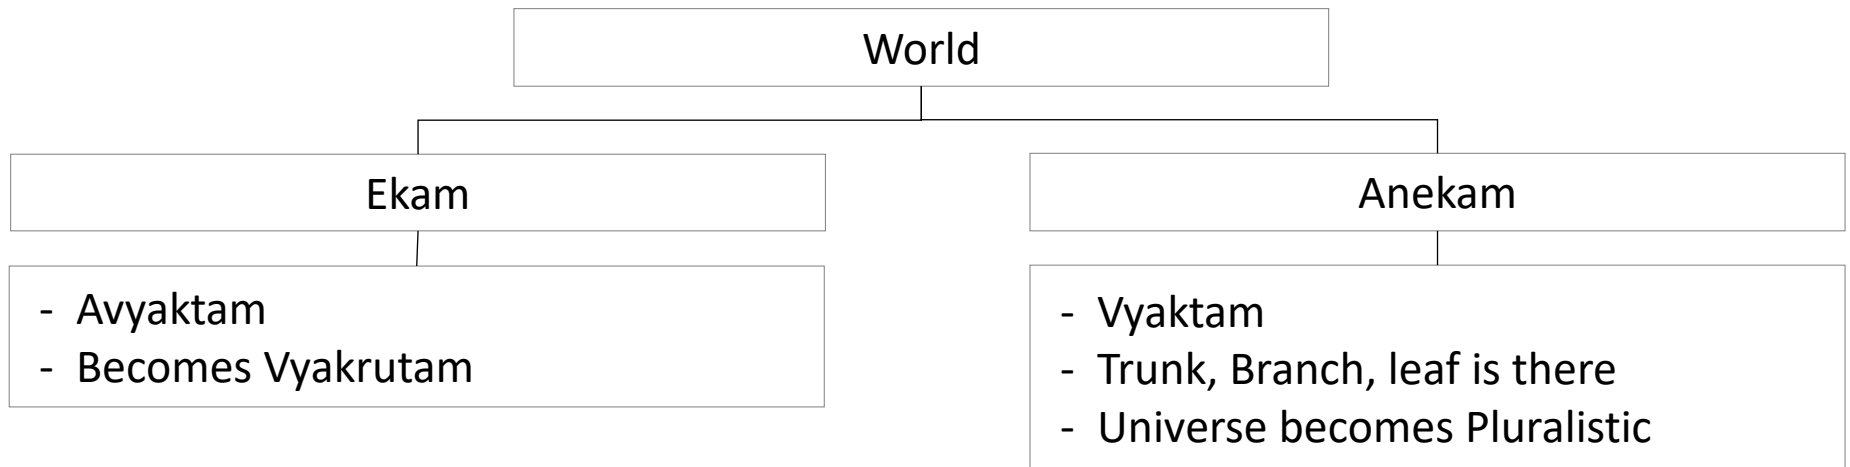 World
Ekam
- Avyaktam
- Becomes Vyakrutam
Anekam
- Vyaktam
- Trunk, Branch, leaf is there
- Universe becomes Pluralistic